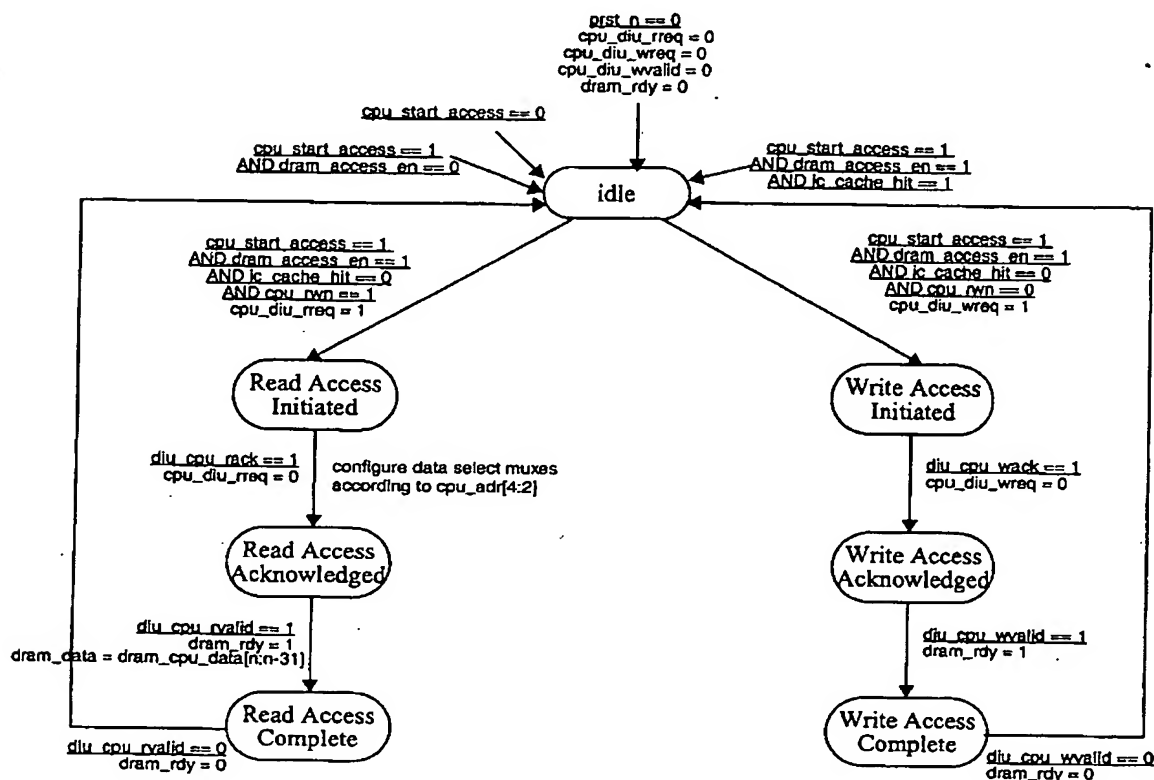 prst_n == 0
cpu_diu_rreq = 0
cpu_diu_wreq = 0
cpu_diu_wvalid = 0
dram_rdy = 0
cpu_start_access == 0
cpu_start_access == 1
AND dram_access_en == 0
cpu_start_access == 1
AND dram_access_en == 1
AND ic_cache_hit == 1
idle
cpu_start_access == 1
AND dram_access_en == 1
AND ic_cache_hit == 0
AND cpu_rwn == 1
cpu_diu_rreq = 1
cpu_start_access == 1
AND dram_access_en == 1
AND ic_cache_hit == 0
AND cpu_rwn == 0
cpu_diu_wreq = 1
Read Access
Initiated
Write Access
Initiated
diu_cpu_rack == 1
cpu_diu_rreq = 0
configure data select muxes
according to cpu_adr[4:2]
diu_cpu_wack == 1
cpu_diu_wreq = 0
Read Access
Acknowledged
Write Access
Acknowledged
diu_cpu_rvalid == 1
dram_rdy = 1
dram_data = dram_cpu_data[n:n-31]
diu_cpu_wvalid == 1
dram_rdy = 1
Read Access
Complete
Write Access
Complete
diu_cpu_rvalid == 0
dram_rdy = 0
diu_cpu_wvalid == 0
dram_rdy = 0